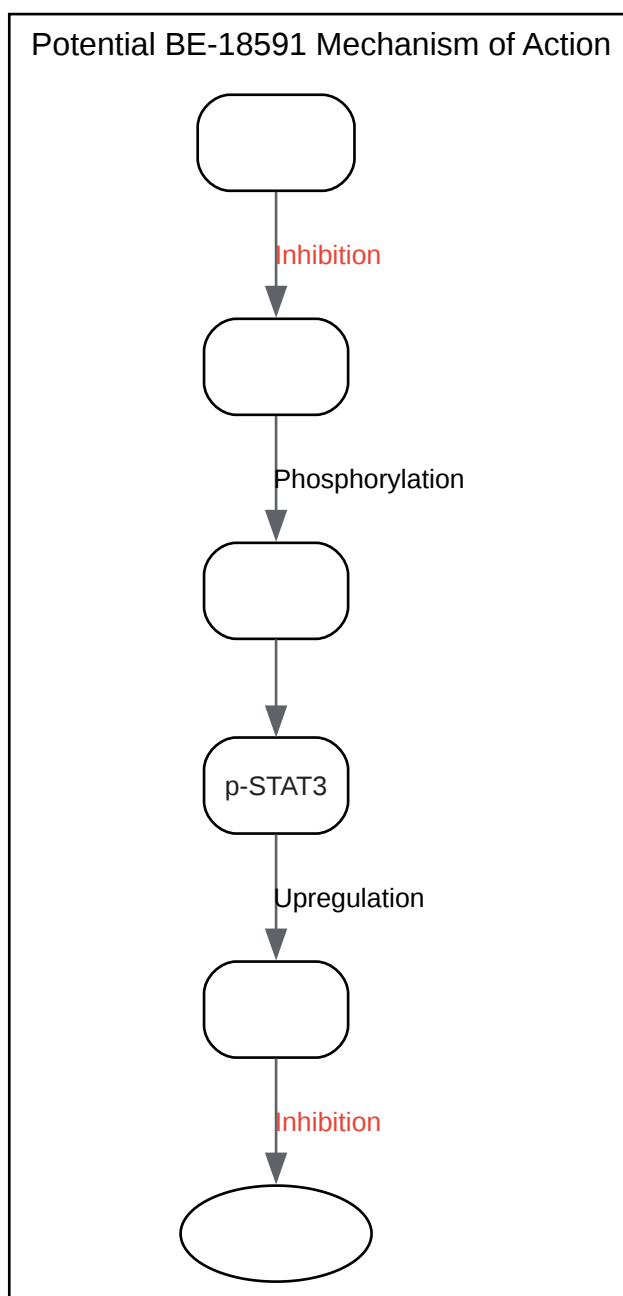 Potential BE-18591 Mechanism of Action
Inhibition
Phosphorylation
p-STAT3
Upregulation
Inhibition